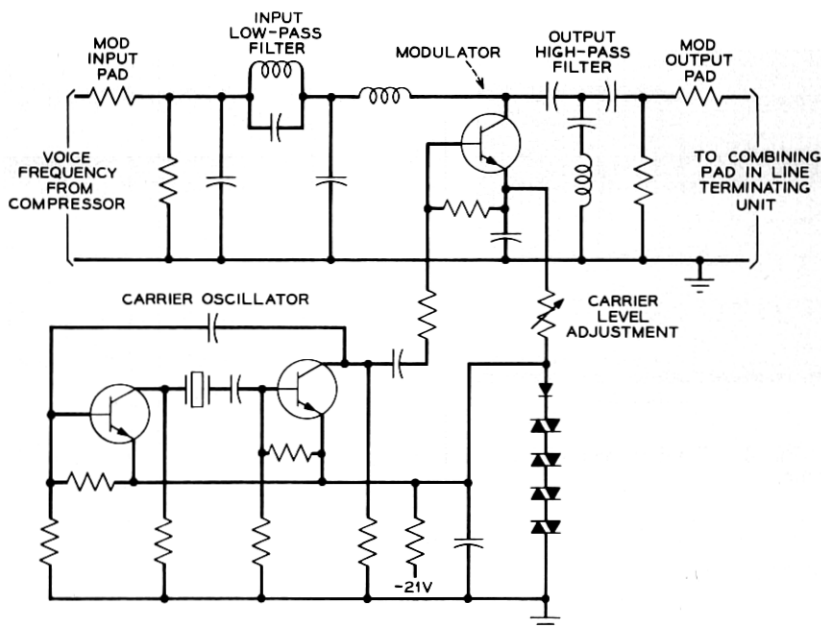 INPUT
LOW-PASS
FILTER
MOD
INPUT
PAD
MODULATOR
OUTPUT
HIGH-PASS
FILTER
MOD
OUTPUT
PAD
VOICE
FREQUENCY
FROM
COMPRESSOR
TO COMBINING
PAD IN LINE
TERMINATING
UNIT
CARRIER OSCILLATOR
CARRIER
LEVEL
ADJUSTMENT
-21V